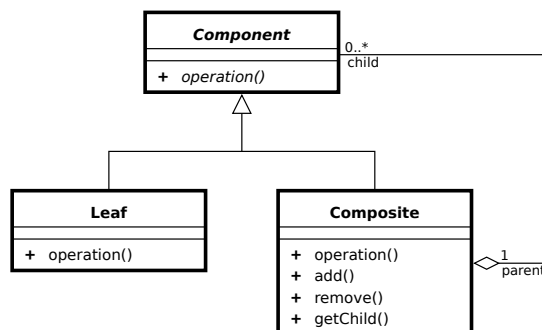 Component
0..*
child
+ operation()
Leaf
Composite
+ operation()
+ operation()
1
parent
+ add()
+ remove()
+ getChild()